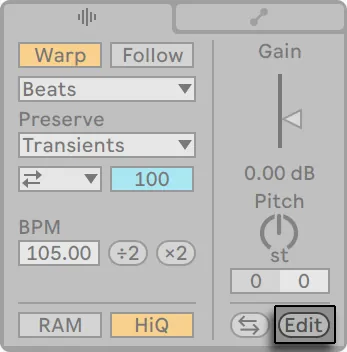 Warp Follow
Beats
Preserve
Transients
100
BPM
105.00 ÷2 ×2
RAM HiQ
Gain
0.00 dB
Pitch
st
0 0
Edit